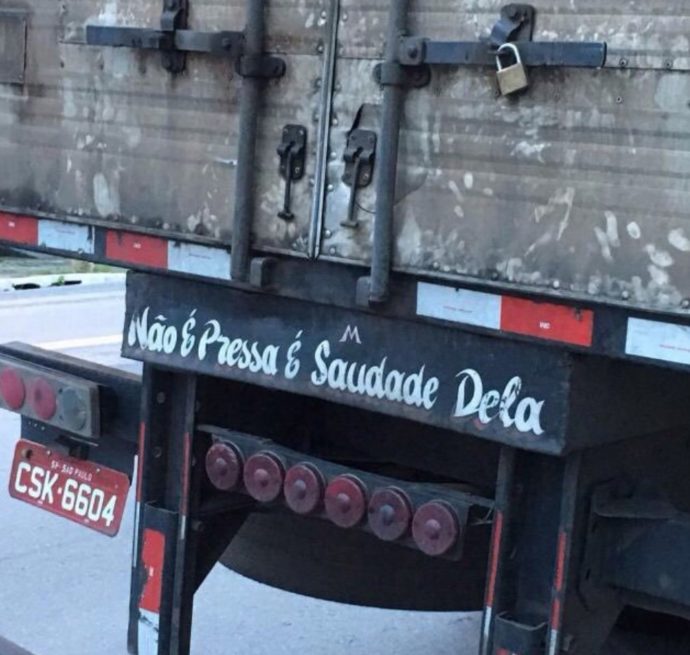 M
Não É Pressa É Saudade Dela
SP-SÃO PAULO
CSK·6604